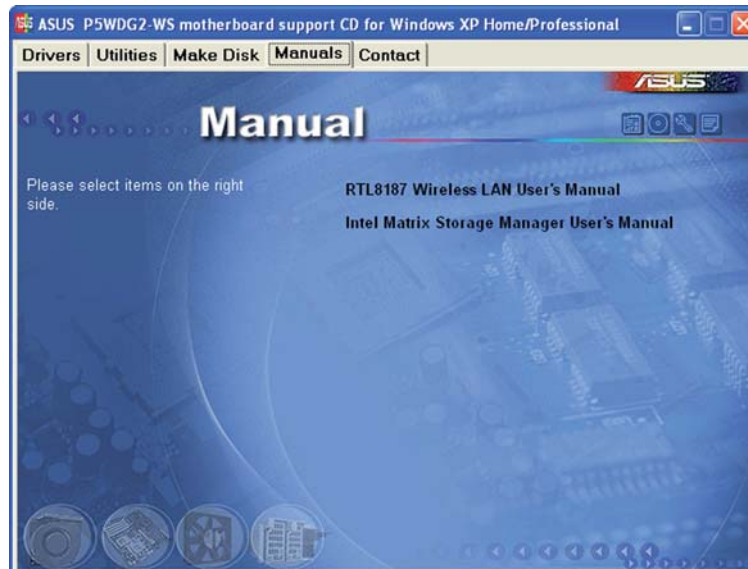 ASUS P5WDG2-WS motherboard support CD for Windows XP Home/Professional
Drivers Utilities Make Disk Manuals Contact
ASUS
Manual
Please select items on the right
side.
RTL8187 Wireless LAN User's Manual
Intel Matrix Storage Manager User's Manual